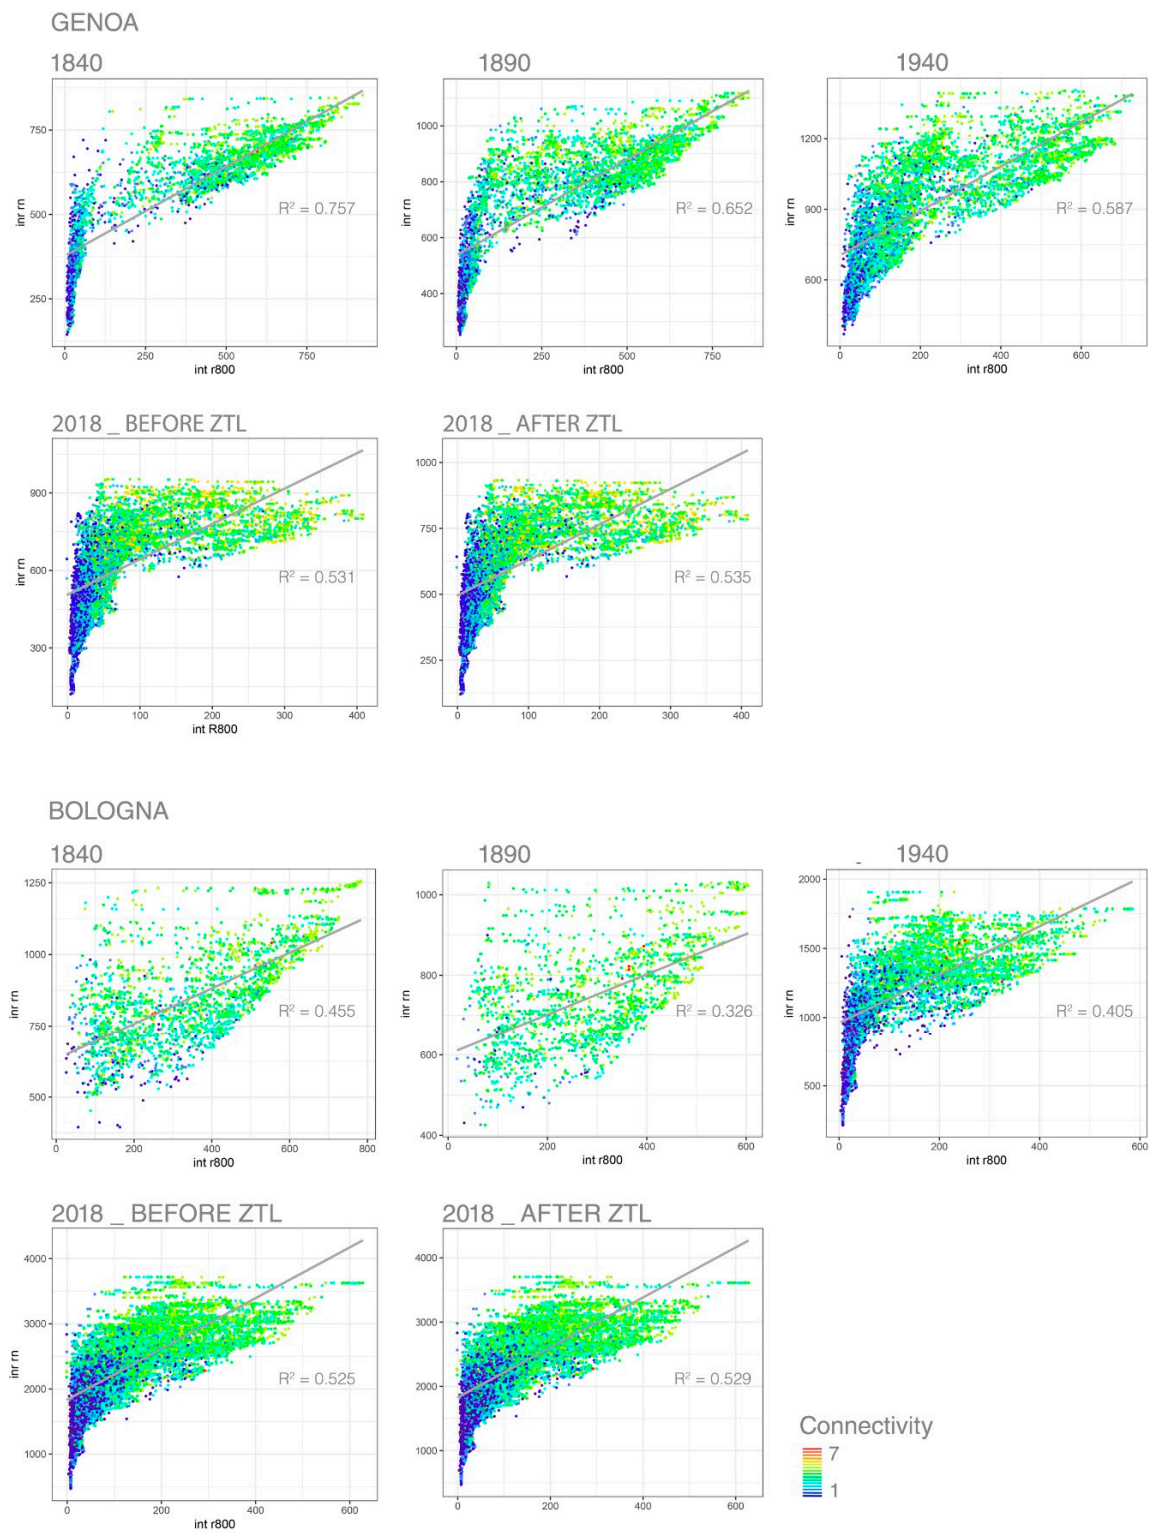 GENOA
1840
1890
1940
750
500
250
inr rn
R² = 0.757
0 250 500 750
int r800
1000
800
600
400
inr rn
R² = 0.652
0 250 500 750
int r800
1200
900
600
inr rn
R² = 0.587
0 200 400 600
int r800
2018 _ BEFORE ZTL
2018 _ AFTER ZTL
900
600
300
inr rn
R² = 0.531
0 100 200 300 400
int R800
1000
750
500
250
R² = 0.535
0 100 200 300 400
BOLOGNA
1840
1890
1940
1250
1000
750
500
inr rn
R² = 0.455
0 200 400 600 800
int r800
1000
800
600
400
inr rn
R² = 0.326
0 200 400 600
int r800
2000
1500
1000
500
inr rn
R² = 0.405
0 200 400 600
int r800
2018 _ BEFORE ZTL
2018 _ AFTER ZTL
4000
3000
2000
1000
inr rn
R² = 0.525
0 200 400 600
int r800
4000
3000
2000
1000
R² = 0.529
0 200 400 600
Connectivity
7
1